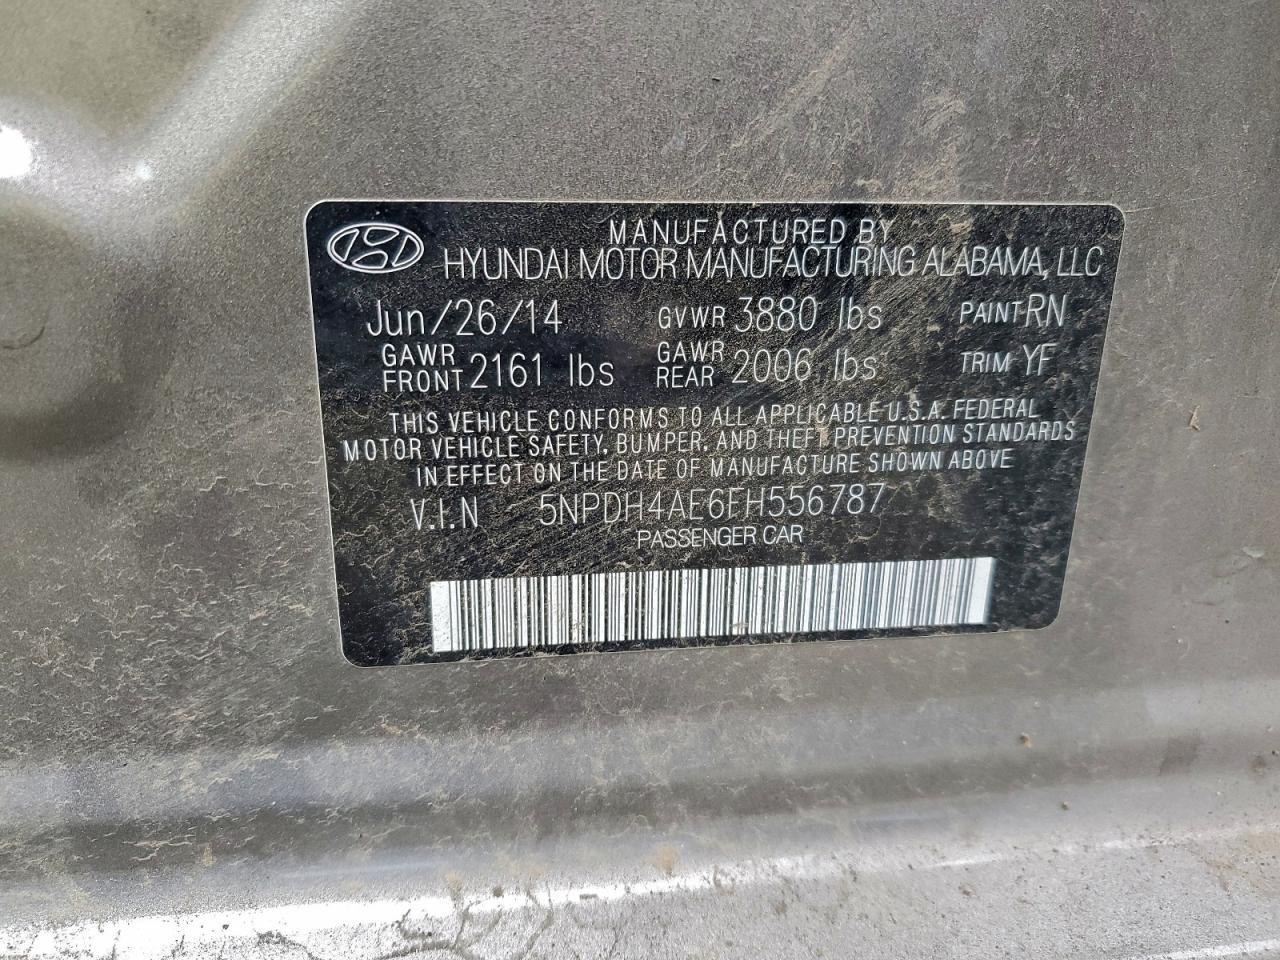 MANUFACTURED BY
HYUNDAI MOTOR MANUFACTURING ALABAMA, LLC
Jun/26/14 GVWR 3880 lbs PAINT RN
GAWR FRONT 2161 lbs GAWR REAR 2006 lbs TRIM YF
THIS VEHICLE CONFORMS TO ALL APPLICABLE U.S.A. FEDERAL
MOTOR VEHICLE SAFETY, BUMPER, AND THEFT PREVENTION STANDARDS
IN EFFECT ON THE DATE OF MANUFACTURE SHOWN ABOVE
V.I.N 5NPDH4AE6FH556787
PASSENGER CAR